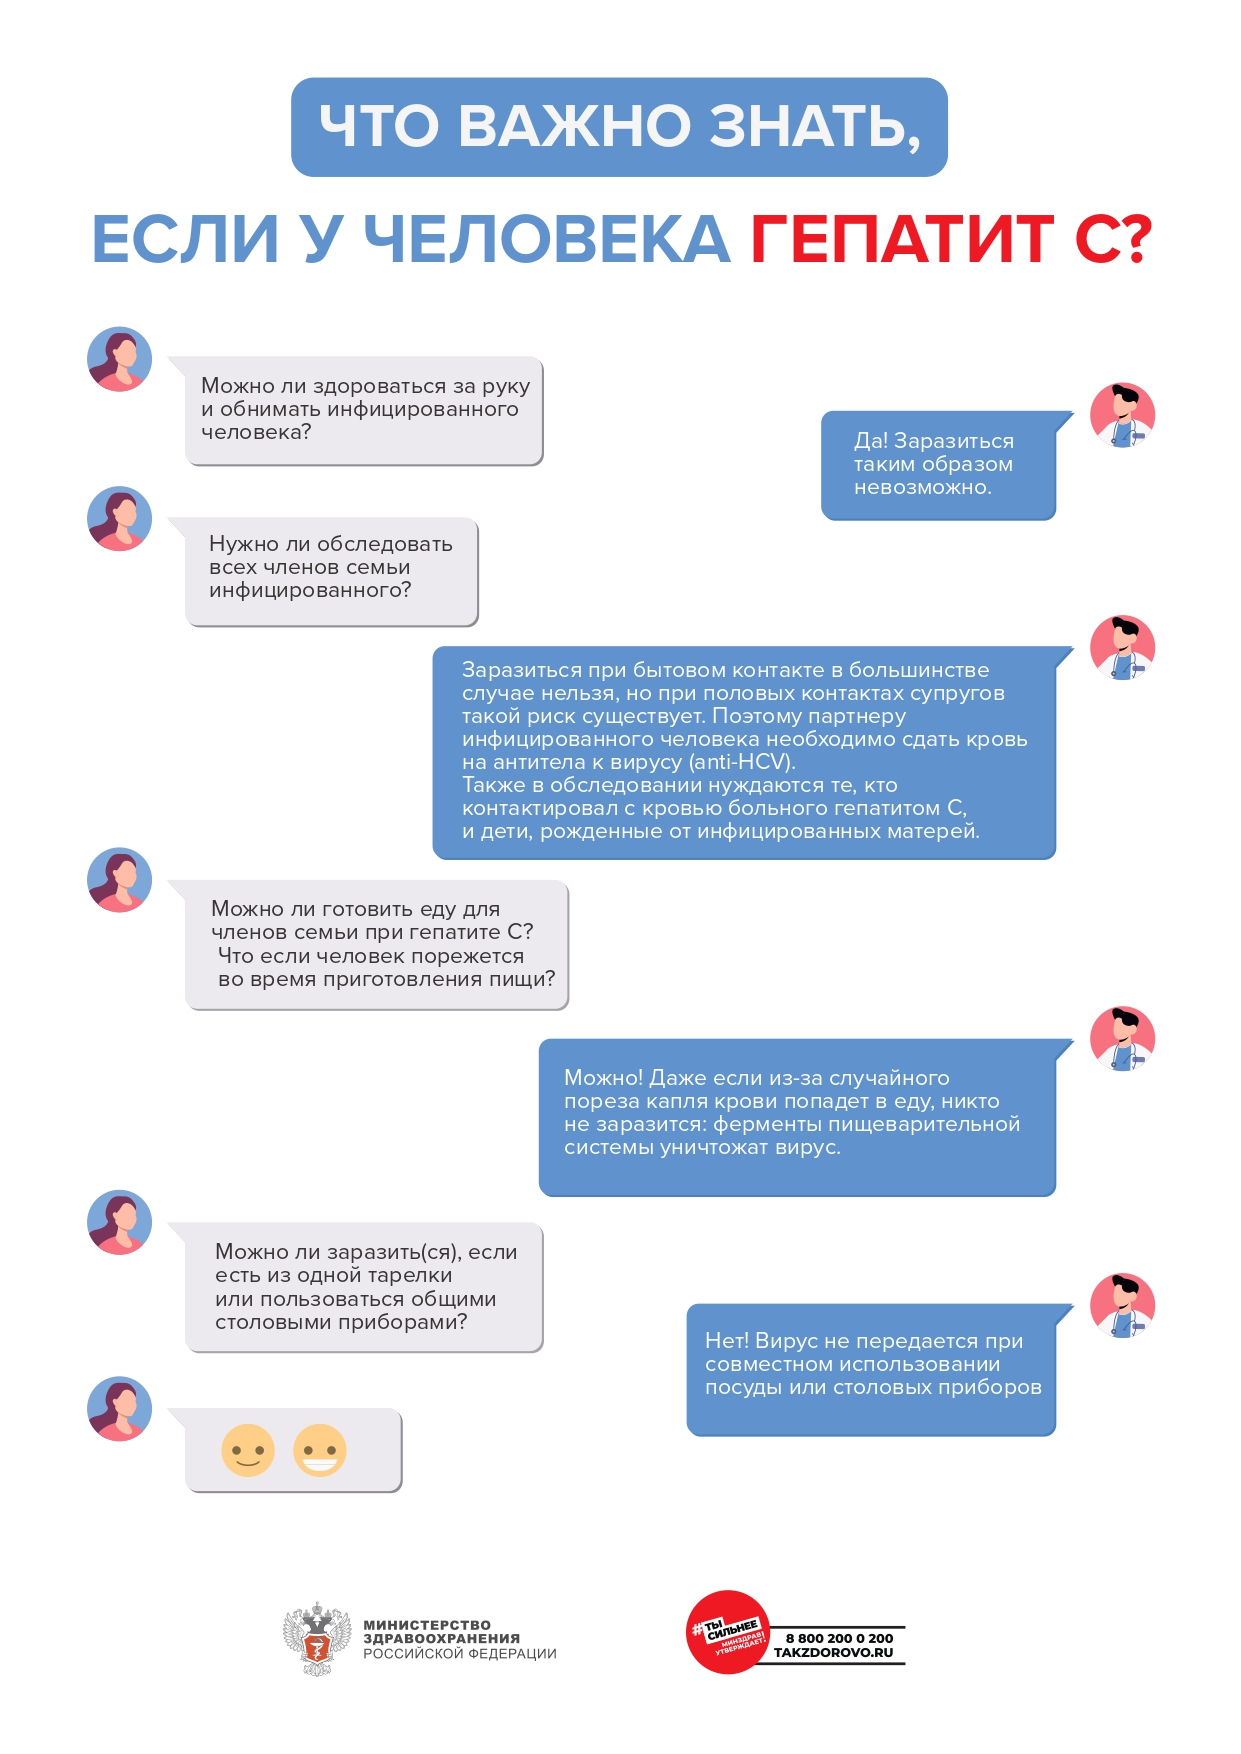 ЧТО ВАЖНО ЗНАТЬ,
ЕСЛИ У ЧЕЛОВЕКА ГЕПАТИТ С?
Можно ли здороваться за руку
и обнимать инфицированного
человека?
Да! Заразиться
таким образом
невозможно.
Нужно ли обследовать
всех членов семьи
инфицированного?
Заразиться при бытовом контакте в большинстве
случае нельзя, но при половых контактах супругов
такой риск существует. Поэтому партнеру
инфицированного человека необходимо сдать кровь
на антитела к вирусу (anti-HCV).
Также в обследовании нуждаются те, кто
контактировал с кровью больного гепатитом С,
и дети, рожденные от инфицированных матерей.
Можно ли готовить еду для
членов семьи при гепатите С?
Что если человек порежется
во время приготовления пищи?
Можно! Даже если из-за случайного
пореза капля крови попадет в еду, никто
не заразится: ферменты пищеварительной
системы уничтожат вирус.
Можно ли заразить(ся), если
есть из одной тарелки
или пользоваться общими
столовыми приборами?
Нет! Вирус не передается при
совместном использовании
посуды или столовых приборов
МИНИСТЕРСТВО
ЗДРАВООХРАНЕНИЯ
РОССИЙСКОЙ ФЕДЕРАЦИИ
#ТЫ
СИЛЬНЕЕ
МИНЗДРАВ
УТВЕРЖДАЕТ!
8 800 200 0 200
TAKZDOROVO.RU